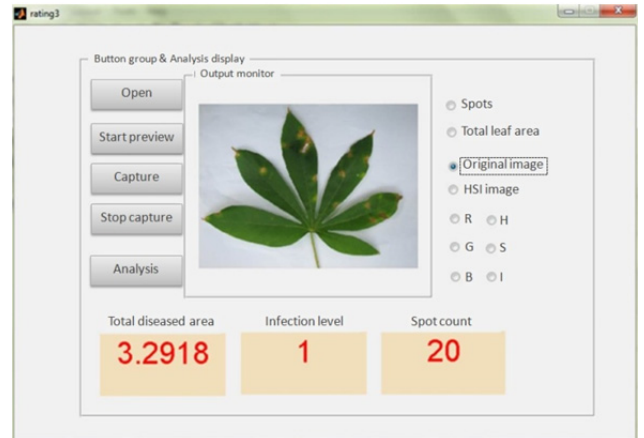 rating3
Button group & Analysis display
Output monitor
Open
Start preview
Capture
Stop capture
Analysis
Spots
Total leaf area
Original image
HSI image
R H
G S
B I
Total diseased area Infection level Spot count
3.2918 1 20